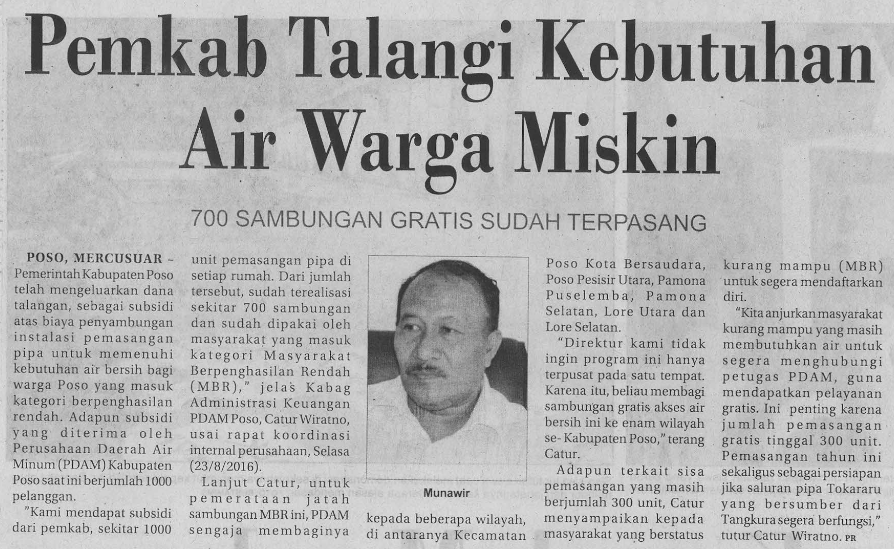 Pemkab Talangi Kebutuhan
Air Warga Miskin
700 SAMBUNGAN GRATIS SUDAH TERPASANG
POSO, MERCUSUAR –
Pemerintah Kabupaten Poso
telah mengeluarkan dana
talangan, sebagai subsidi
atas biaya penyambungan
instalasi pemasangan
pipa untuk memenuhi
kebutuhan air bersih bagi
warga Poso yang masuk
kategori berpenghasilan
rendah. Adapun subsidi
yang diterima oleh
Perusahaan Daerah Air
Minum (PDAM) Kabupaten
Poso saat ini berjumlah 1000
pelanggan.
"Kami mendapat subsidi
dari pemkab, sekitar 1000
unit pemasangan pipa di
setiap rumah. Dari jumlah
tersebut, sudah terealisasi
sekitar 700 sambungan
dan sudah dipakai oleh
masyarakat yang masuk
kategori Masyarakat
Berpenghasilan Rendah
(MBR)," jelas Kabag
Administrasi Keuangan
PDAM Poso, Catur Wiratno,
usai rapat koordinasi
internal perusahaan, Selasa
(23/8/2016).
Lanjut Catur, untuk
pemerataan jatah
sambungan MBR ini, PDAM
sengaja membaginya
Munawir
kepada beberapa wilayah,
di antaranya Kecamatan
Poso Kota Bersaudara,
Poso Pesisir Utara, Pamona
Puselemba, Pamona
Selatan, Lore Utara dan
Lore Selatan.
"Direktur kami tidak
ingin program ini hanya
terpusat pada satu tempat.
Karena itu, beliau membagi
sambungan gratis akses air
bersih ini ke enam wilayah
se- Kabupaten Poso," terang
Catur.
Adapun terkait sisa
pemasangan yang masih
berjumlah 300 unit, Catur
menyampaikan kepada
masyarakat yang berstatus
kurang mampu (MBR)
untuk segera mendaftarkan
diri.
"Kita anjurkan masyarakat
kurang mampu yang masih
membutuhkan air untuk
segera menghubungi
petugas PDAM, guna
mendapatkan pelayanan
gratis. Ini penting karena
jumlah pemasangan
gratis tinggal 300 unit.
Pemasangan tahun ini
sekaligus sebagai persiapan
jika saluran pipa Tokararu
yang bersumber dari
Tangkura segera berfungsi,"
tutur Catur Wiratno. PR